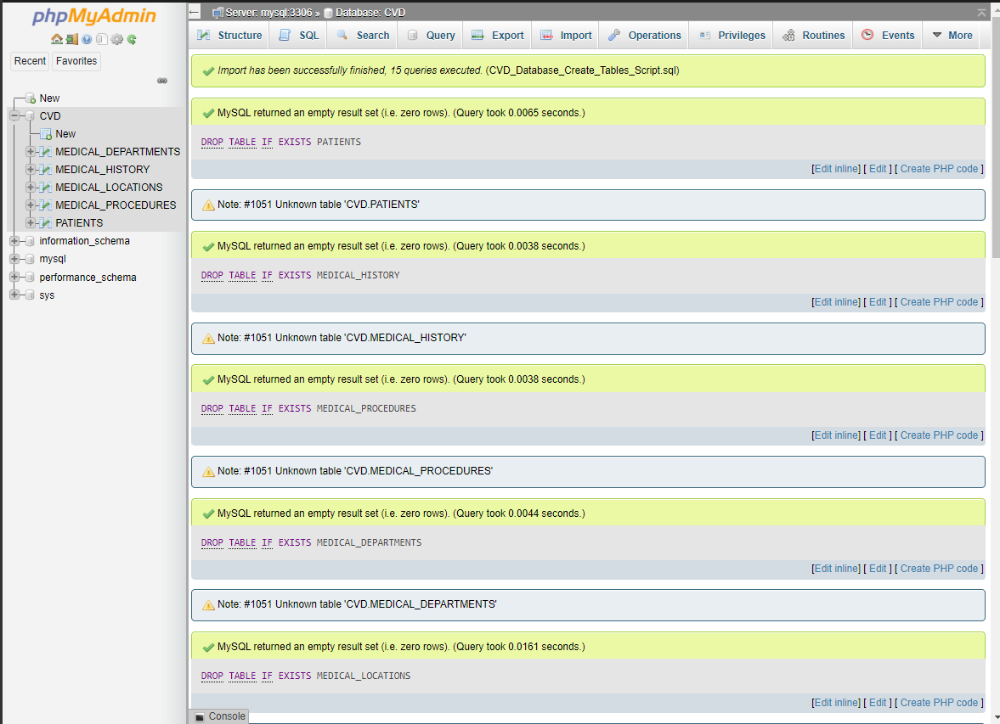 phpMyAdmin
Recent Favorites
New
CVD
New
MEDICAL_DEPARTMENTS
MEDICAL_HISTORY
MEDICAL_LOCATIONS
MEDICAL_PROCEDURES
PATIENTS
information_schema
mysql
performance_schema
sys
Server: mysql:3306 » Database: CVD
Structure SQL Search Query Export Import Operations Privileges Routines Events More
Import has been successfully finished, 15 queries executed. (CVD_Database_Create_Tables_Script.sql)
MySQL returned an empty result set (i.e. zero rows). (Query took 0.0065 seconds.)
DROP TABLE IF EXISTS PATIENTS
[Edit inline] [ Edit ] [ Create PHP code ]
Note: #1051 Unknown table 'CVD.PATIENTS'
MySQL returned an empty result set (i.e. zero rows). (Query took 0.0038 seconds.)
DROP TABLE IF EXISTS MEDICAL_HISTORY
[Edit inline] [ Edit ] [ Create PHP code ]
Note: #1051 Unknown table 'CVD.MEDICAL_HISTORY'
MySQL returned an empty result set (i.e. zero rows). (Query took 0.0038 seconds.)
DROP TABLE IF EXISTS MEDICAL_PROCEDURES
[Edit inline] [ Edit ] [ Create PHP code ]
Note: #1051 Unknown table 'CVD.MEDICAL_PROCEDURES'
MySQL returned an empty result set (i.e. zero rows). (Query took 0.0044 seconds.)
DROP TABLE IF EXISTS MEDICAL_DEPARTMENTS
[Edit inline] [ Edit ] [ Create PHP code ]
Note: #1051 Unknown table 'CVD.MEDICAL_DEPARTMENTS'
MySQL returned an empty result set (i.e. zero rows). (Query took 0.0161 seconds.)
DROP TABLE IF EXISTS MEDICAL_LOCATIONS
[Edit inline] [ Edit ] [ Create PHP code ]
Console